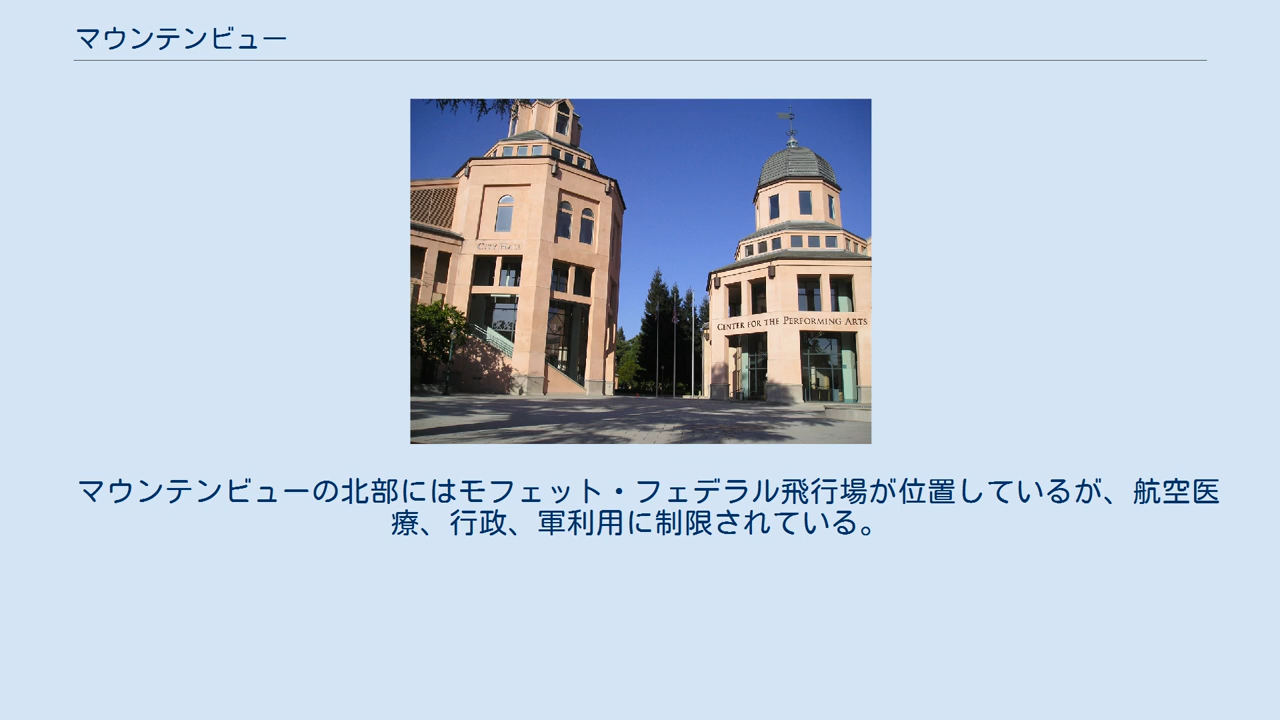 マウンテンビュー
CITY HALL
CENTER FOR THE PERFORMING ARTS
マウンテンビューの北部にはモフェット・フェデラル飛行場が位置しているが、航空医
療、行政、軍利用に制限されている。